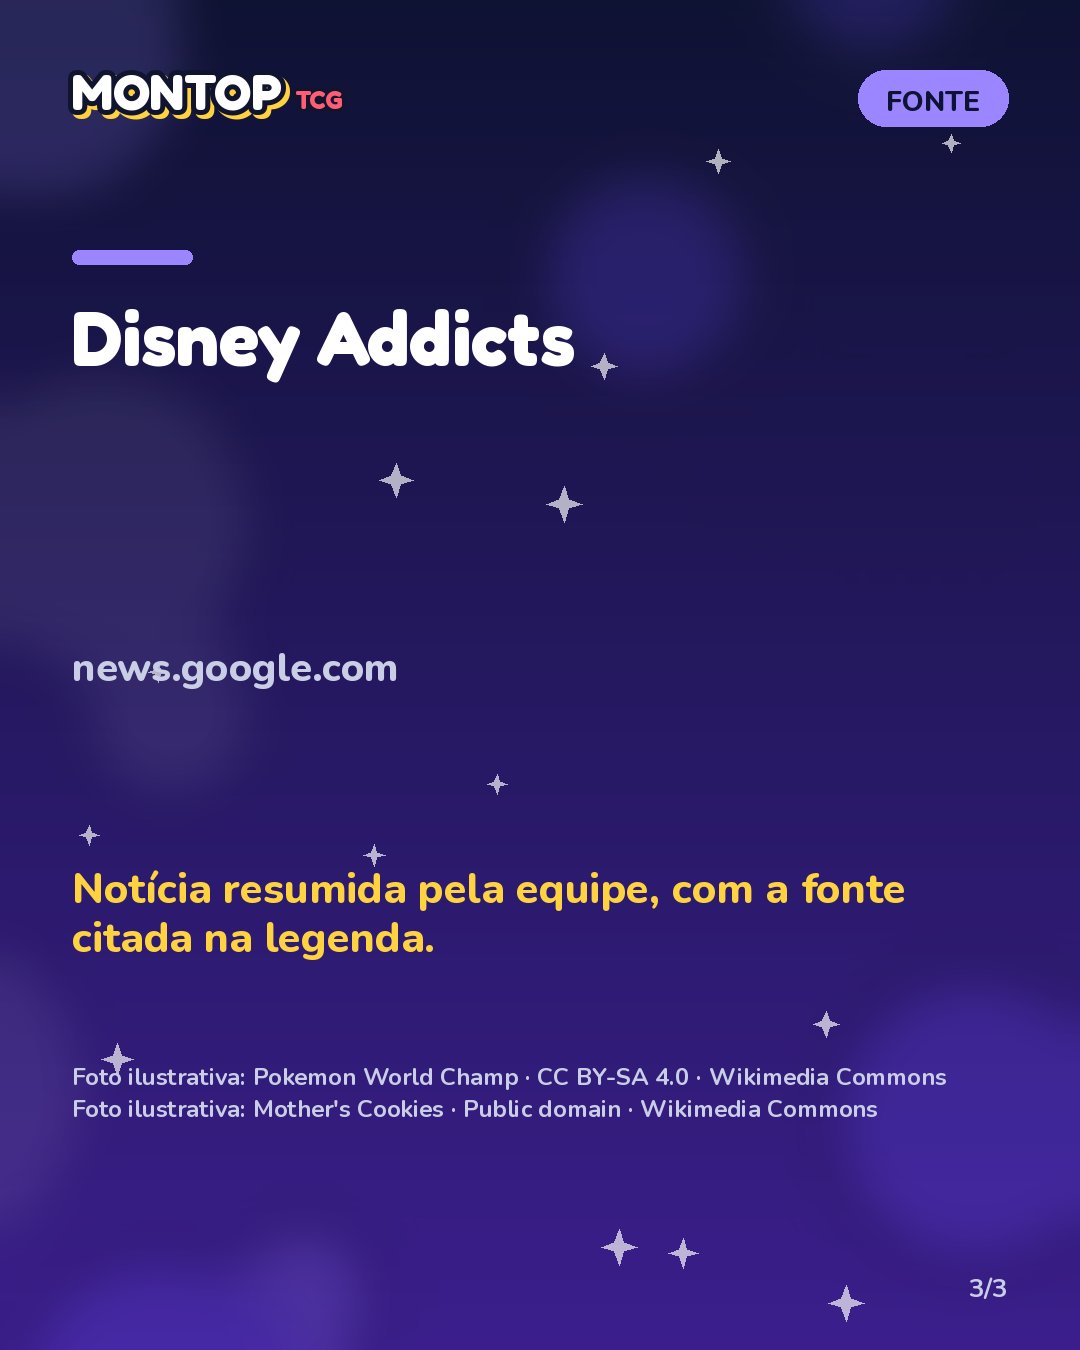 MONTOP TCG
FONTE
Disney Addicts
news.google.com
Notícia resumida pela equipe, com a fonte
citada na legenda.
Foto ilustrativa: Pokemon World Champ · CC BY-SA 4.0 · Wikimedia Commons
Foto ilustrativa: Mother's Cookies · Public domain · Wikimedia Commons
3/3